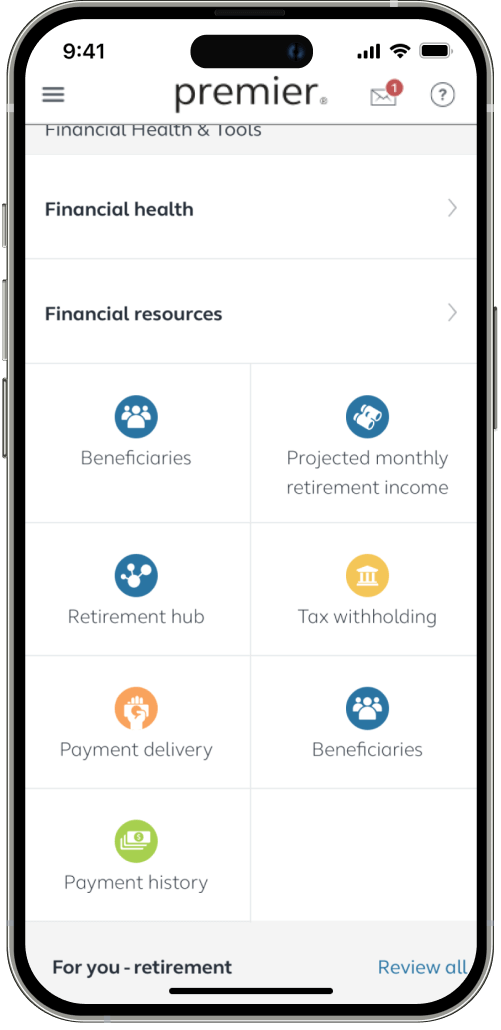 9:41
premier®
1
?
Financial Health & Tools
Financial health
Financial resources
Beneficiaries
Projected monthly
retirement income
Retirement hub
Tax withholding
Payment delivery
Beneficiaries
$
Payment history
For you - retirement
Review all